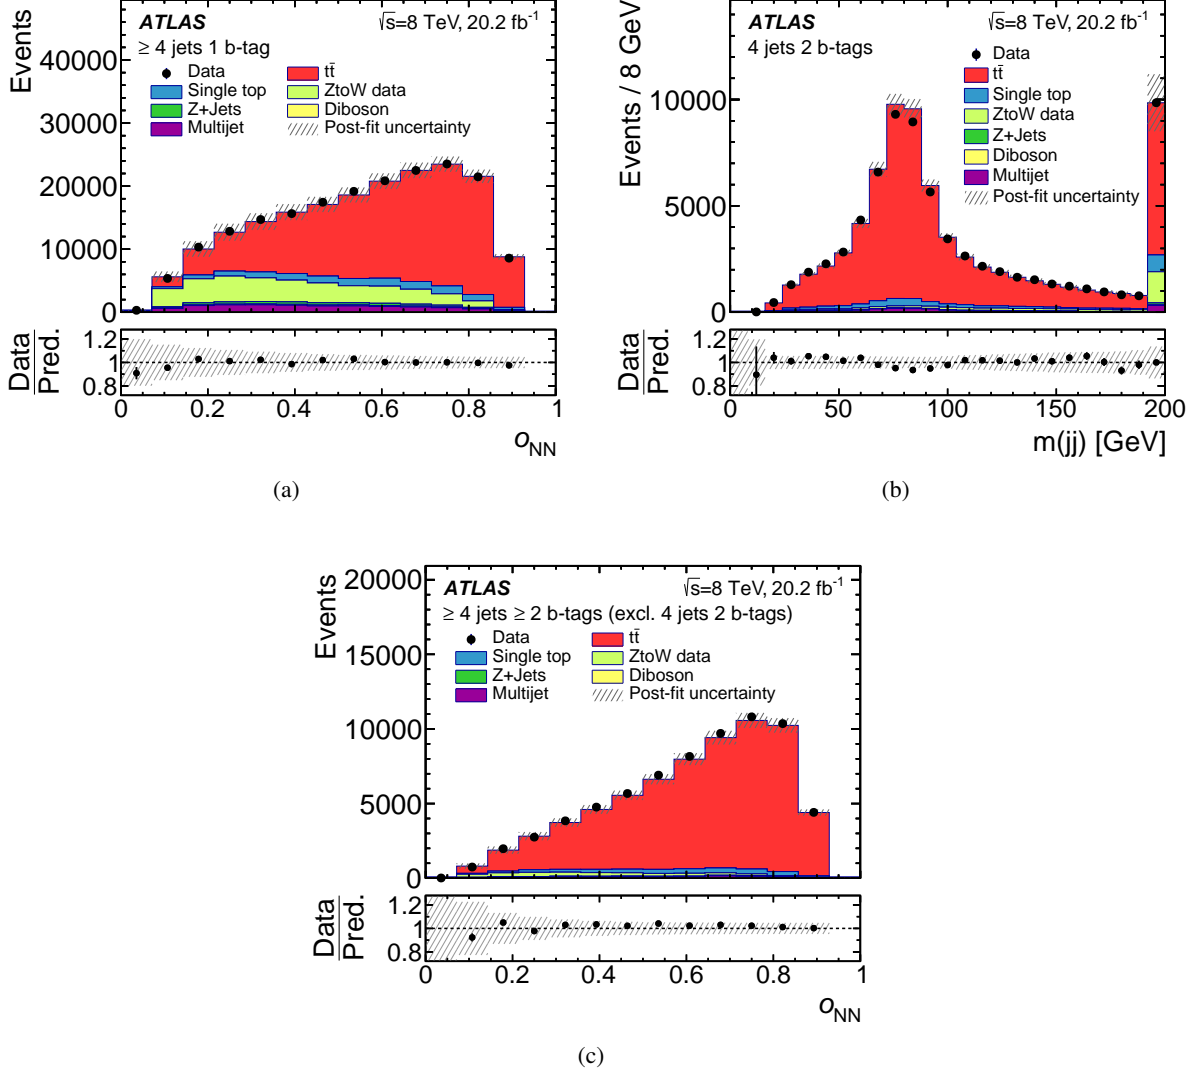 ATLAS √s=8 TeV, 20.2 fb⁻¹
≥ 4 jets 1 b-tag
Data tt̄
Single top ZtoW data
Z+Jets Diboson
Multijet Post-fit uncertainty
Events
40000
30000
20000
10000
0
Data
Pred.
1.2
1
0.8
0 0.2 0.4 0.6 0.8 1
oNN
(a)
ATLAS √s=8 TeV, 20.2 fb⁻¹
4 jets 2 b-tags
Data
tt̄
Single top
ZtoW data
Z+Jets
Diboson
Multijet
Post-fit uncertainty
Events / 8 GeV
10000
5000
0
Data
Pred.
1.2
1
0.8
0 50 100 150 200
m(jj) [GeV]
(b)
ATLAS √s=8 TeV, 20.2 fb⁻¹
≥ 4 jets ≥ 2 b-tags (excl. 4 jets 2 b-tags)
Data tt̄
Single top ZtoW data
Z+Jets Diboson
Multijet Post-fit uncertainty
Events
20000
15000
10000
5000
0
Data
Pred.
1.2
1
0.8
0 0.2 0.4 0.6 0.8 1
oNN
(c)